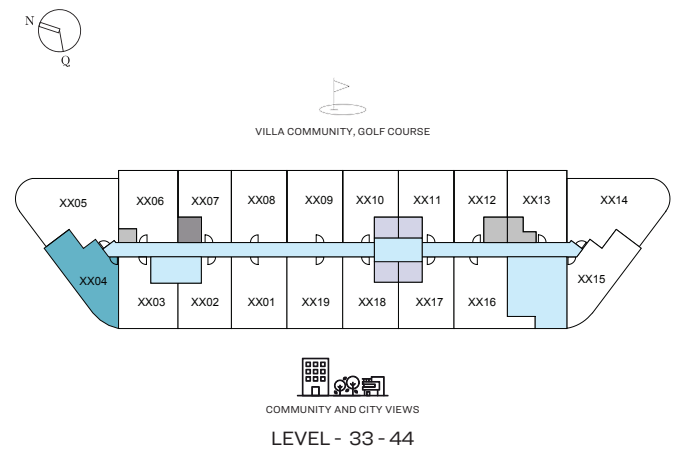 N
Q
VILLA COMMUNITY, GOLF COURSE
XX05
XX06
XX07
XX08
XX09
XX10
XX11
XX12
XX13
XX14
XX04
XX03
XX02
XX01
XX19
XX18
XX17
XX16
XX15
COMMUNITY AND CITY VIEWS
LEVEL - 33 - 44